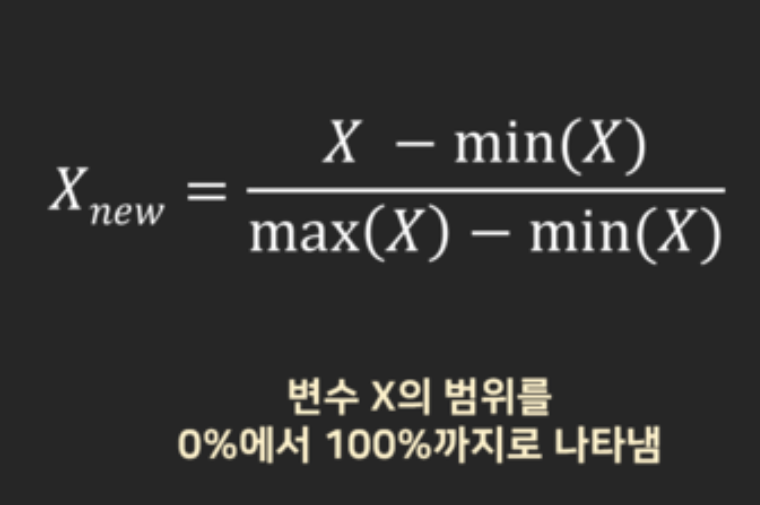 X_new = (X − min(X)) / (max(X) − min(X))
변수 X의 범위를
0%에서 100%까지로 나타냄